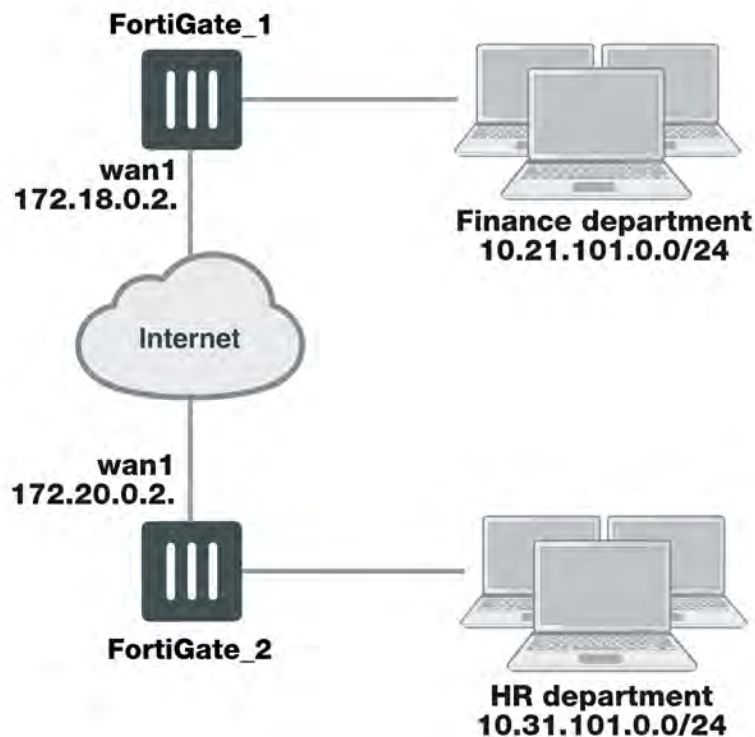 FortiGate_1
wan1
172.18.0.2.
Finance department
10.21.101.0.0/24
Internet
wan1
172.20.0.2.
FortiGate_2
HR department
10.31.101.0.0/24